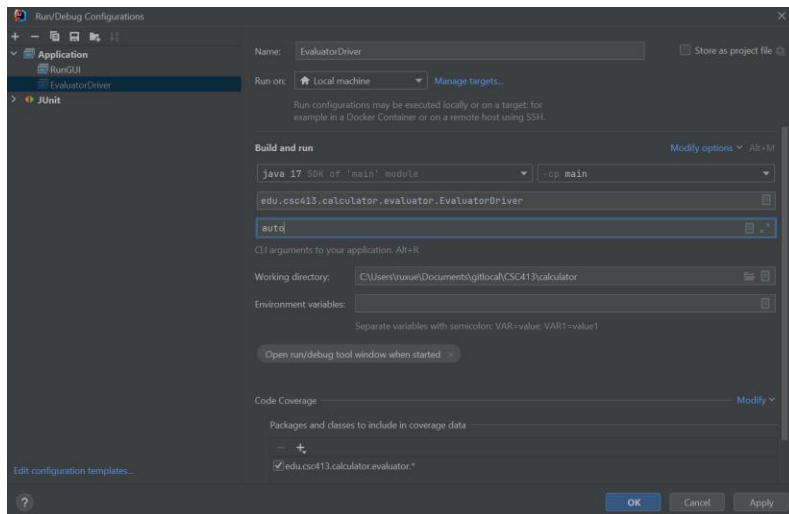 Run/Debug Configurations
Application
RunGUI
EvaluatorDriver
JUnit
Name: EvaluatorDriver
Store as project file
Run on: Local machine
Manage targets...
Run configurations may be executed locally or on a target: for
example in a Docker Container or on a remote host using SSH.
Build and run
Modify options Alt+M
java 17 SDK of 'main' module
-cp main
edu.csc413.calculator.evaluator.EvaluatorDriver
auto
CLI arguments to your application. Alt+R
Working directory: C:\Users\ruxue\Documents\gitlocal\CSC413\calculator
Environment variables:
Separate variables with semicolon: VAR=value; VAR1=value1
Open run/debug tool window when started ×
Code Coverage
Modify
Packages and classes to include in coverage data
edu.csc413.calculator.evaluator.*
Edit configuration templates...
?
OK
Cancel
Apply